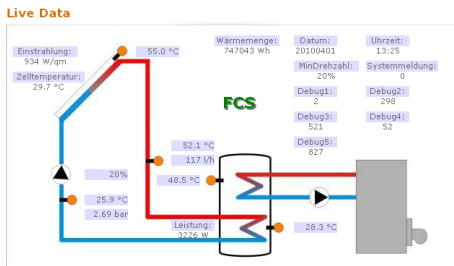 Live Data
Einstrahlung:
934 W/qm
Zelltemperatur:
29.7 °C
55.0 °C
Wärmemenge:
747043 Wh
Datum:
20100401
Uhrzeit:
13:25
MinDrehzahl:
20%
Systemmeldung:
0
Debug1:
2
Debug2:
298
Debug3:
521
Debug4:
52
Debug5:
827
FCS
52.1 °C
117 l/h
48.5 °C
20%
25.9 °C
2.69 bar
Leistung:
3226 W
28.3 °C